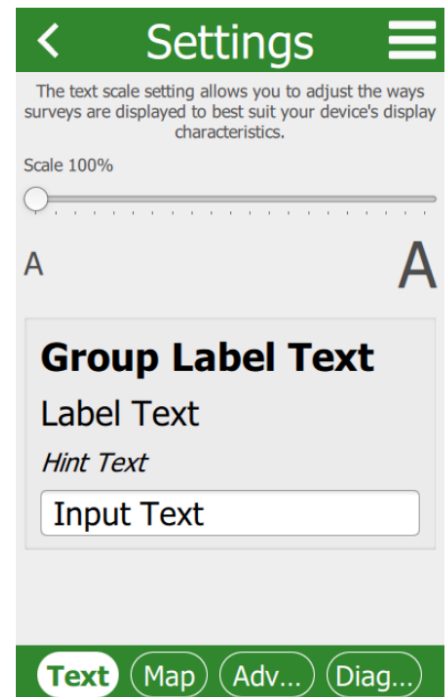 Settings
The text scale setting allows you to adjust the ways
surveys are displayed to best suit your device's display
characteristics.
Scale 100%
A A
Group Label Text
Label Text
Hint Text
Input Text
Text Map Adv... Diag...